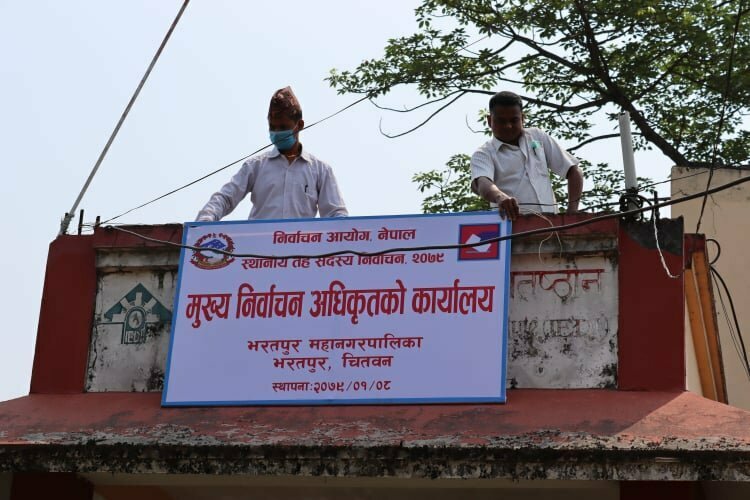 निर्वाचन आयोग, नेपाल
स्थानीय तह सदस्य निर्वाचन, २०७९
मुख्य निर्वाचन अधिकृतको कार्यालय
भरतपुर महानगरपालिका
भरतपुर, चितवन
स्थापना:२०७९/०१/०८